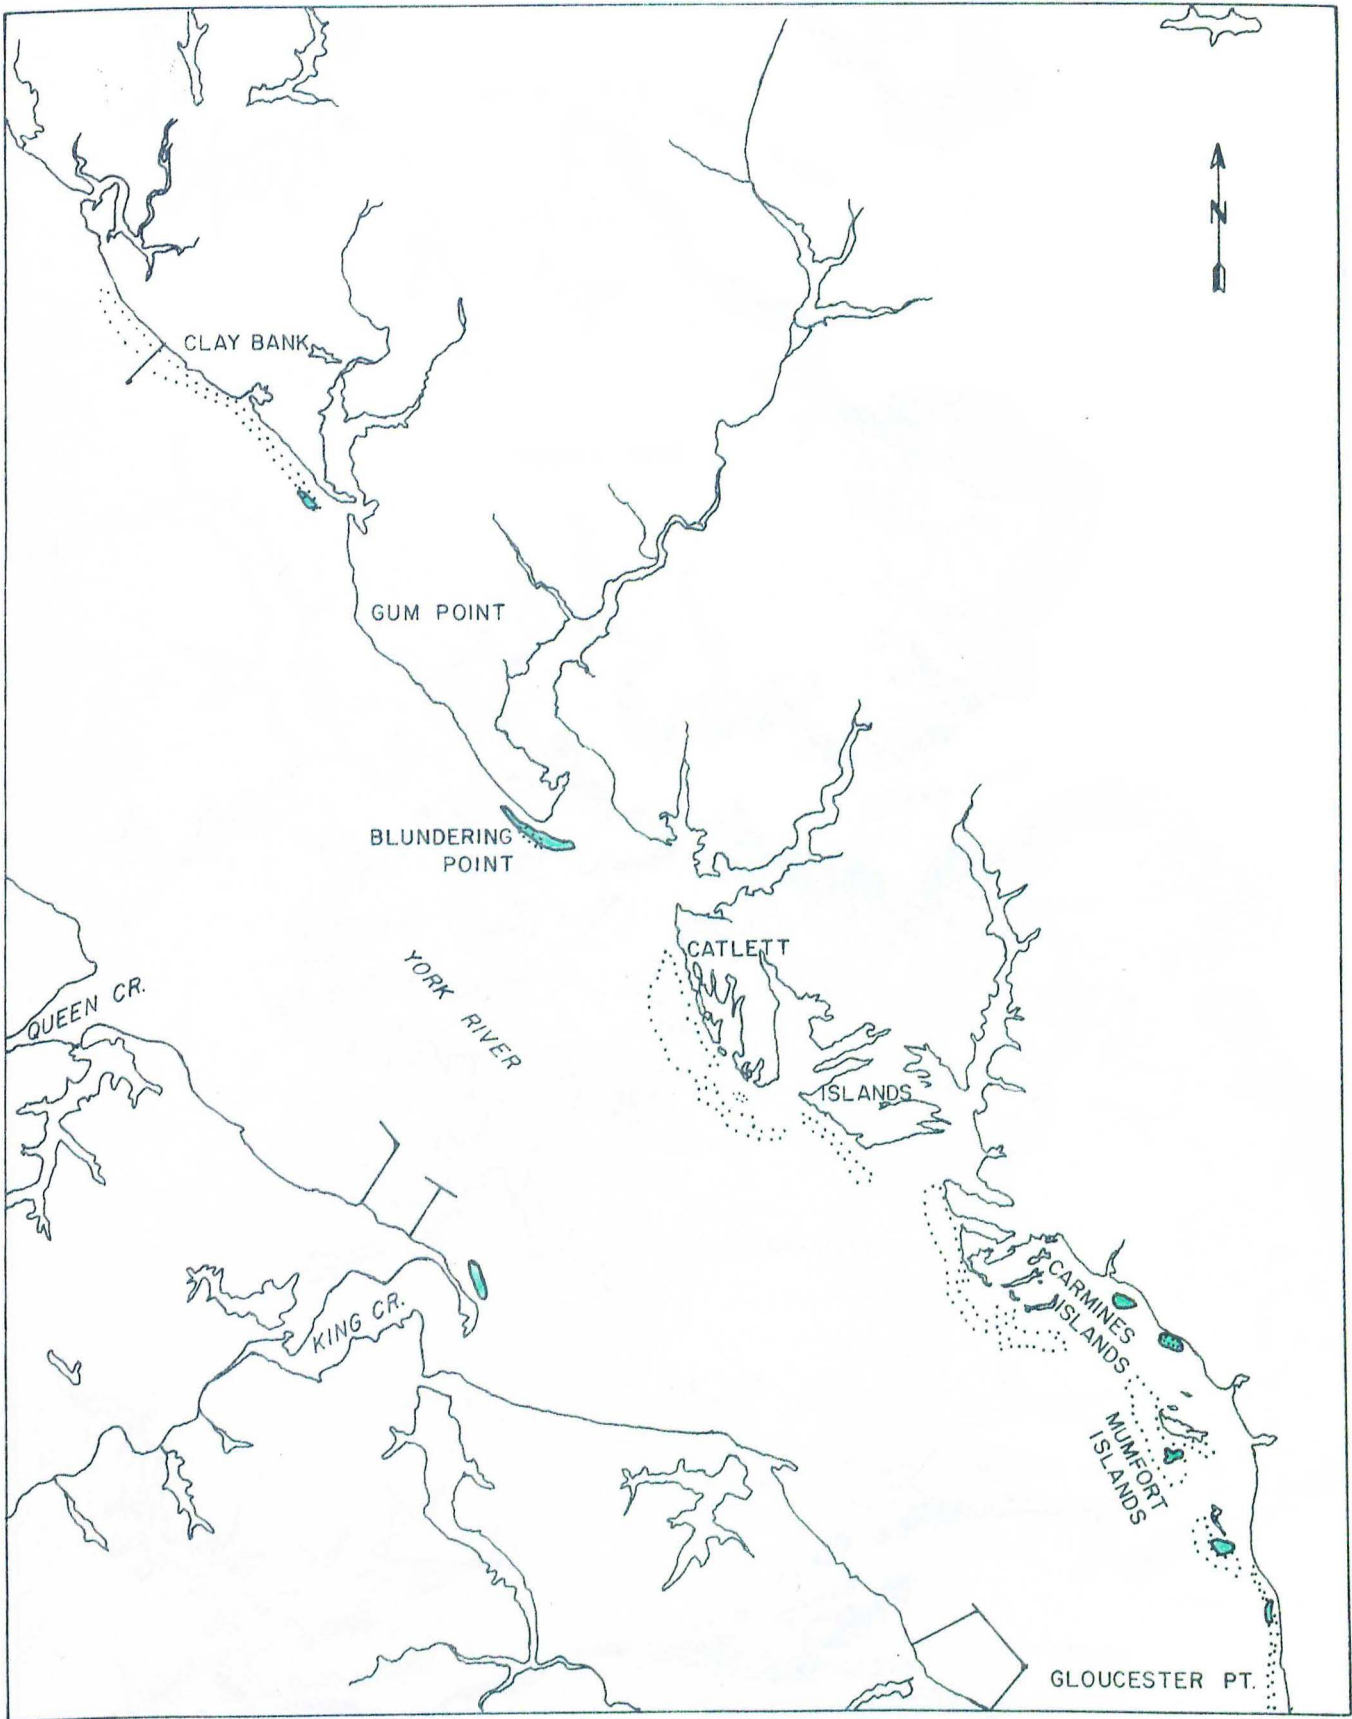 N
CLAY BANK
GUM POINT
BLUNDERING
POINT
CATLETT
YORK RIVER
QUEEN CR.
ISLANDS
CARMINES
ISLANDS
KING CR.
MUMFORT
ISLANDS
GLOUCESTER PT.